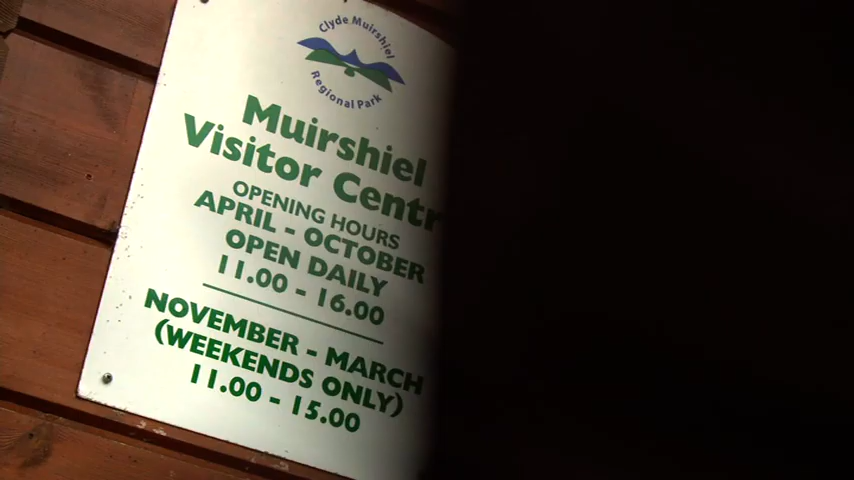 Clyde Muirshiel
Regional Park
Muirshiel
Visitor Centr
OPENING HOURS
APRIL - OCTOBER
OPEN DAILY
11.00 - 16.00
NOVEMBER - MARCH
(WEEKENDS ONLY)
11.00 - 15.00